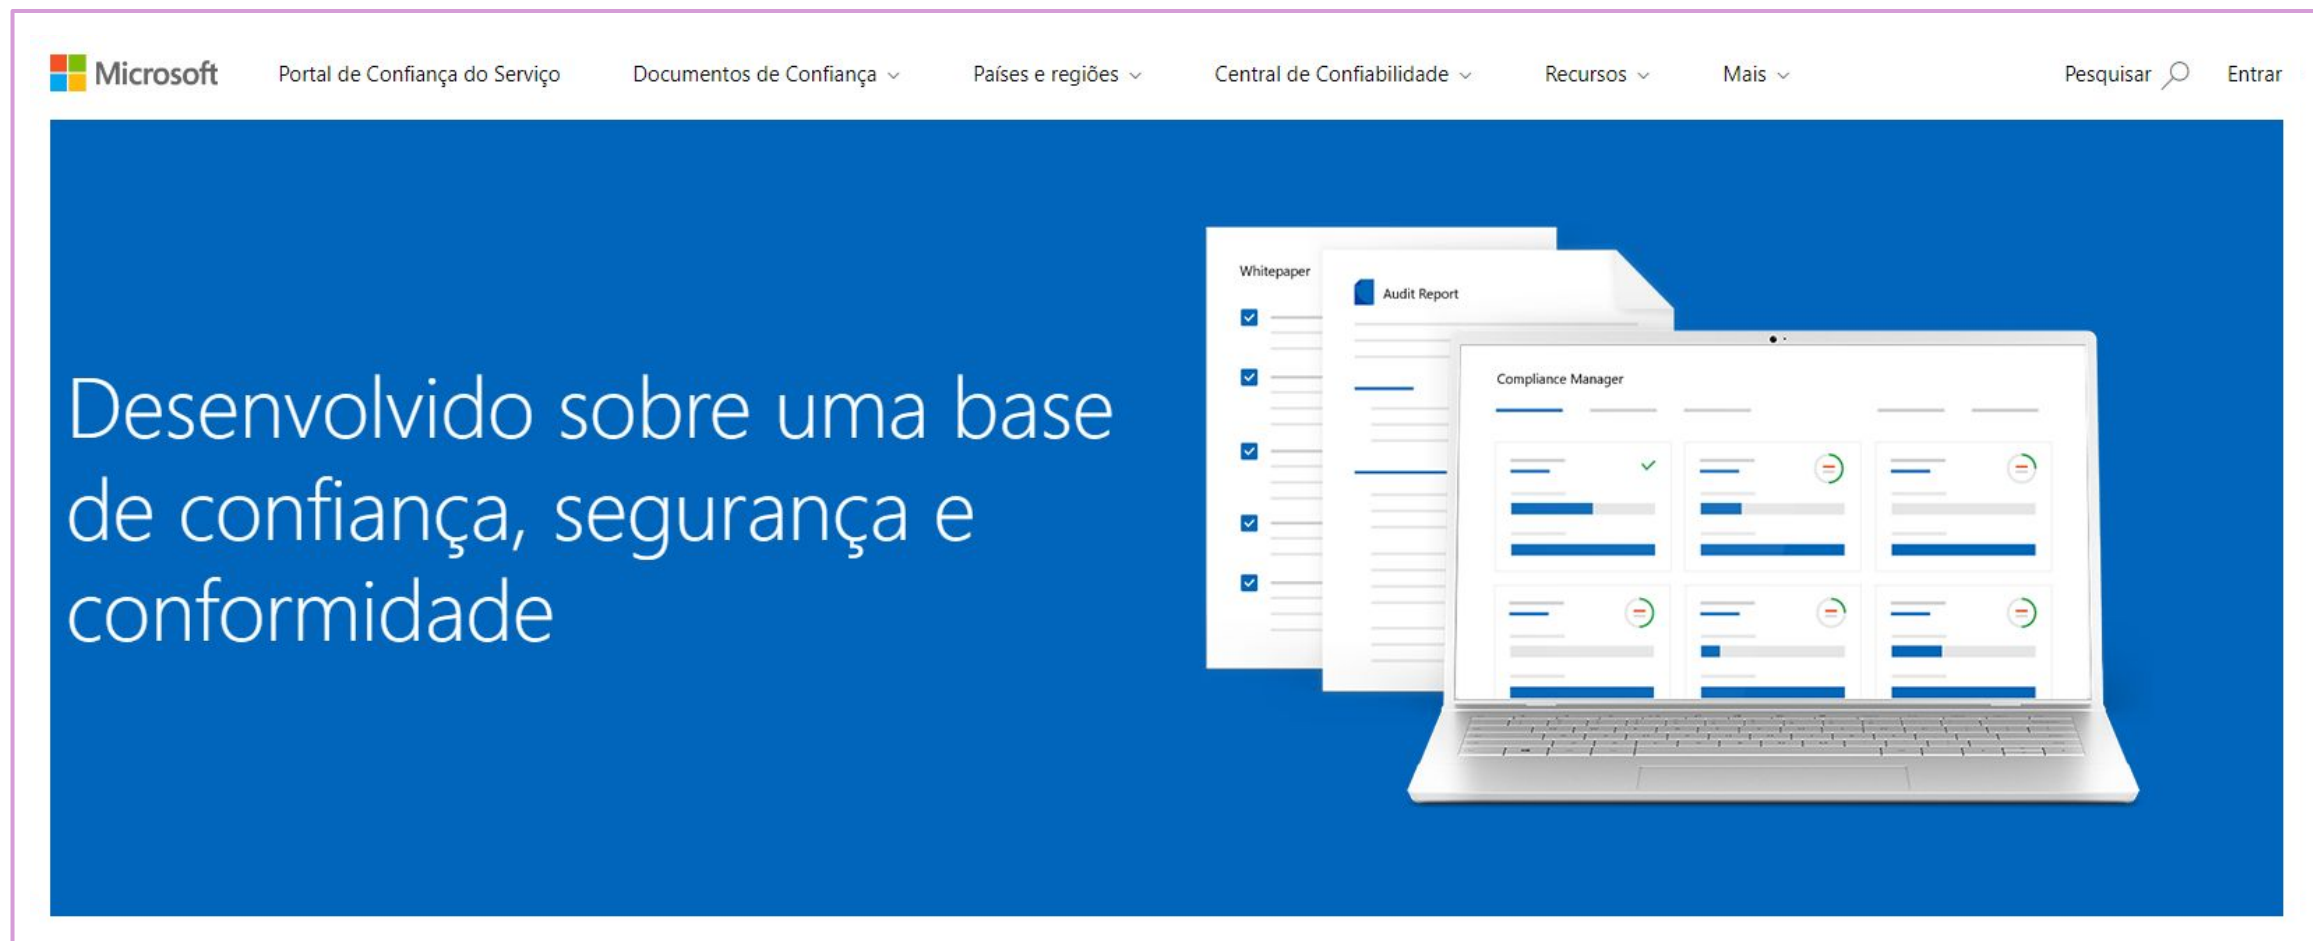 Microsoft Portal de Confiança do Serviço Documentos de Confiança Países e regiões Central de Confiabilidade Recursos Mais Pesquisar Entrar
Desenvolvido sobre uma base
de confiança, segurança e
conformidade
Whitepaper
Audit Report
Compliance Manager